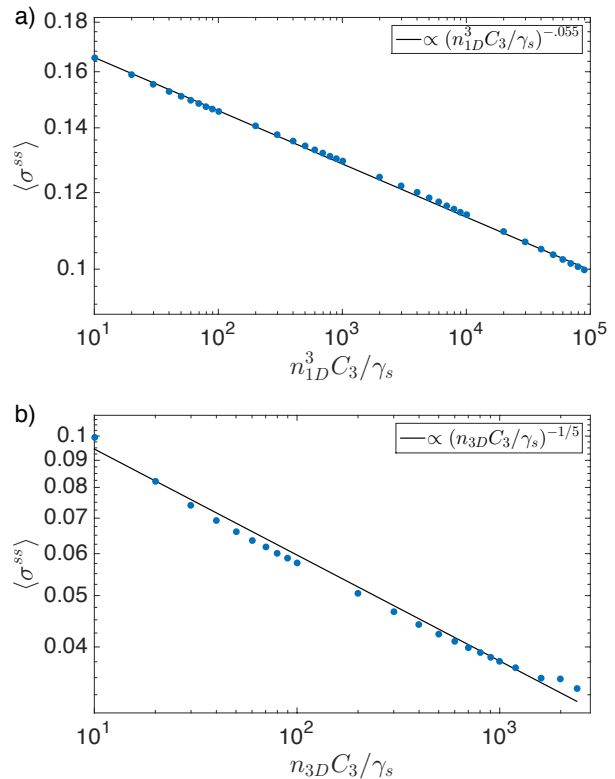 a)
0.18
0.16
0.14
0.12
0.1
⟨σ^{ss}⟩
∝ (n_{1D}^3 C_3/γ_s)^{-.055}
10^1
10^2
10^3
10^4
10^5
n_{1D}^3 C_3/γ_s
b)
0.1
0.09
0.08
0.07
0.06
0.05
0.04
⟨σ^{ss}⟩
∝ (n_{3D} C_3/γ_s)^{-1/5}
10^1
10^2
10^3
n_{3D} C_3/γ_s